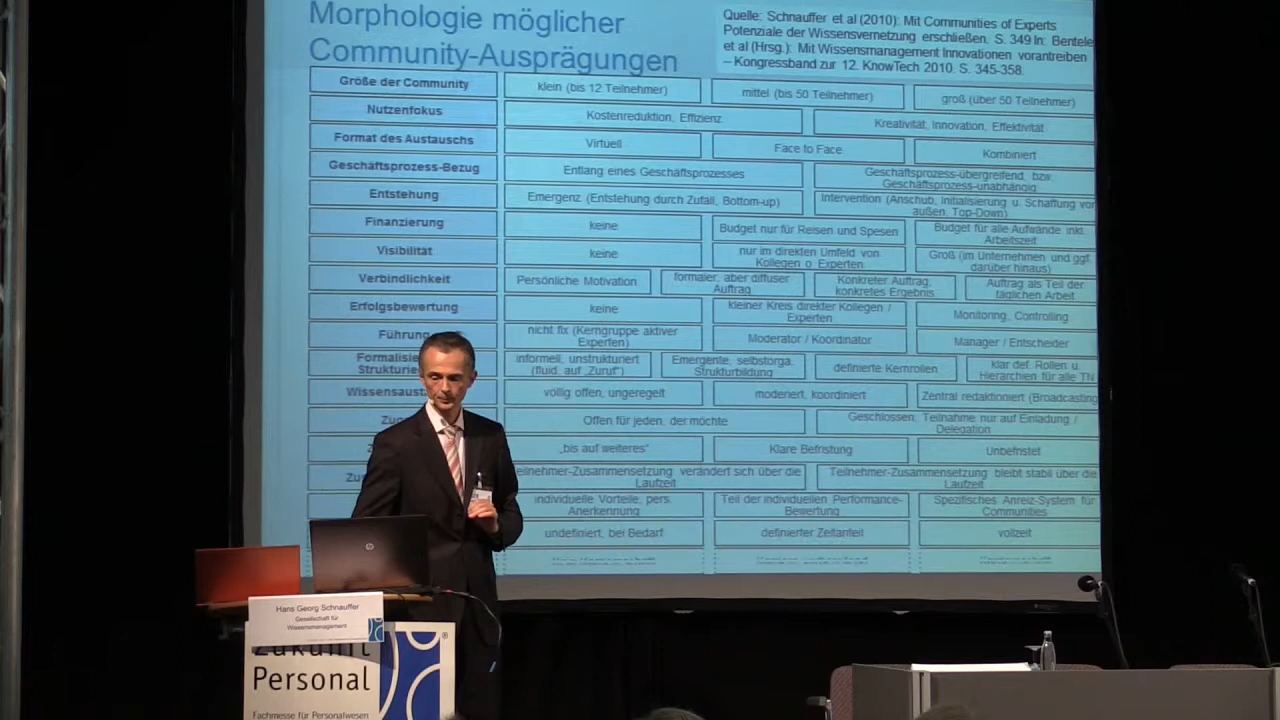 Morphologie möglicher
Community-Ausprägungen
Quelle: Schnauffer et al (2010): Mit Communities of Experts
Potenziale der Wissensvernetzung erschließen. S. 349 In: Bentele
et al (Hrsg.): Mit Wissensmanagement Innovationen vorantreiben
– Kongressband zur 12. KnowTech 2010. S. 345-358.
Größe der Community
klein (bis 12 Teilnehmer)
mittel (bis 50 Teilnehmer)
groß (über 50 Teilnehmer)
Nutzenfokus
Kostenreduktion, Effizienz
Kreativität, Innovation, Effektivität
Format des Austauschs
Virtuell
Face to Face
Kombiniert
Geschäftsprozess-Bezug
Entlang eines Geschäftsprozesses
Geschäftsprozess-übergreifend, bzw.
Geschäftsprozess-unabhängig
Entstehung
Emergenz (Entstehung durch Zufall, Bottom-up)
Intervention (Anschub, Initialisierung u. Schaffung von
außen, Top-Down)
Finanzierung
keine
Budget nur für Reisen und Spesen
Budget für alle Aufwände inkl.
Arbeitszeit
Visibilität
keine
nur im direkten Umfeld von
Kollegen o. Experten
Groß (im Unternehmen und ggf.
darüber hinaus)
Verbindlichkeit
Persönliche Motivation
formaler, aber diffuser
Auftrag
Konkreter Auftrag,
konkretes Ergebnis
Auftrag als Teil der
täglichen Arbeit
Erfolgsbewertung
keine
kleiner Kreis direkter Kollegen /
Experten
Monitoring, Controlling
Führung
nicht fix (Kerngruppe aktiver
Experten)
Moderator / Koordinator
Manager / Entscheider
Formalisie
Strukturie
informell, unstrukturiert
(fluid, auf „Zuruf“)
Emergente, selbstorga.
Strukturbildung
definierte Kernrollen
klar def. Rollen u.
Hierarchien für alle TN
Wissensaust
völlig offen, ungeregelt
moderiert, koordiniert
Zentral redaktioniert (Broadcasting
Zug
Offen für jeden, der möchte
Geschlossen, Teilnahme nur auf Einladung /
Delegation
„bis auf weiteres“
Klare Befristung
Unbefristet
Zu
eilnehmer-Zusammensetzung verändert sich über die
Laufzeit
Teilnehmer-Zusammensetzung bleibt stabil über die
Laufzeit
individuelle Vorteile, pers.
Anerkennung
Teil der individuellen Performance-
Bewertung
Spezifisches Anreiz-System für
Communities
undefiniert, bei Bedarf
definierter Zeitanteil
vollzeit
hp
Hans Georg Schnauffer
Gesellschaft für
Wissensmanagement
Zukunft
Personal
Fachmesse für Personalwesen
®